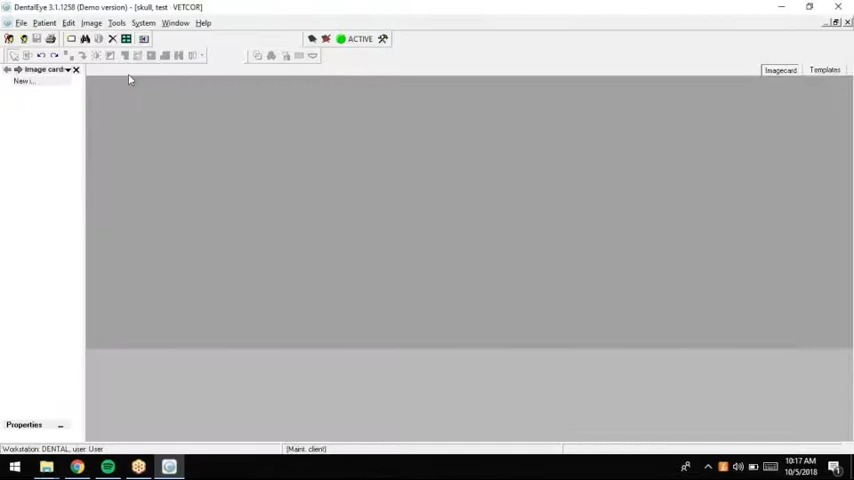 DentalEye 3.1.1258 (Demo version) - [skull, test   VETCOR]
File Patient Edit Image Tools System Window Help
ACTIVE
Image card
Imagecard Templates
New i...
Properties
Workstation: DENTAL, user: User
(Maint. client)
10:17 AM
10/5/2018